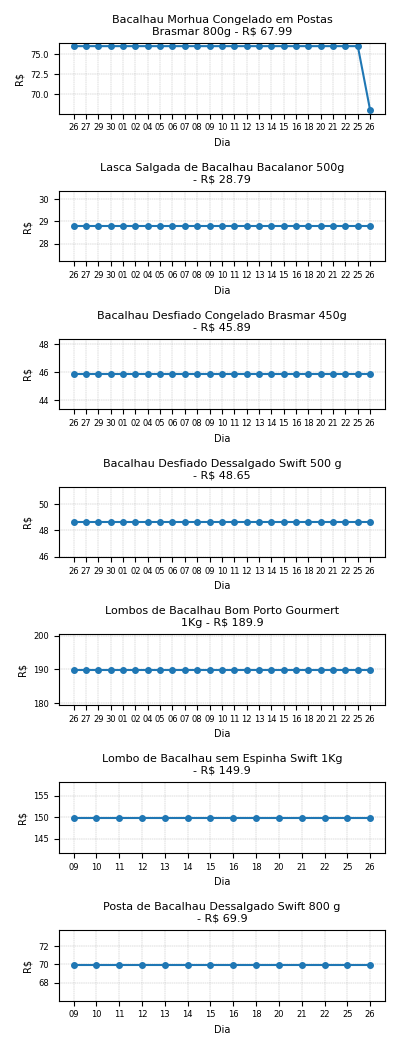 Bacalhau Morhua Congelado em Postas
Brasmar 800g - R$ 67.99
75.0
72.5
70.0
R$
26 27 29 30 01 02 04 05 06 07 08 09 10 11 12 13 14 15 16 18 20 21 22 25 26
Dia
Lasca Salgada de Bacalhau Bacalanor 500g
- R$ 28.79
30
29
28
R$
26 27 29 30 01 02 04 05 06 07 08 09 10 11 12 13 14 15 16 18 20 21 22 25 26
Dia
Bacalhau Desfiado Congelado Brasmar 450g
- R$ 45.89
48
46
44
R$
26 27 29 30 01 02 04 05 06 07 08 09 10 11 12 13 14 15 16 18 20 21 22 25 26
Dia
Bacalhau Desfiado Dessalgado Swift 500 g
- R$ 48.65
50
48
46
R$
26 27 29 30 01 02 04 05 06 07 08 09 10 11 12 13 14 15 16 18 20 21 22 25 26
Dia
Lombos de Bacalhau Bom Porto Gourmert
1Kg - R$ 189.9
200
190
180
R$
26 27 29 30 01 02 04 05 06 07 08 09 10 11 12 13 14 15 16 18 20 21 22 25 26
Dia
Lombo de Bacalhau sem Espinha Swift 1Kg
- R$ 149.9
155
150
145
R$
09 10 11 12 13 14 15 16 18 20 21 22 25 26
Dia
Posta de Bacalhau Dessalgado Swift 800 g
- R$ 69.9
72
70
68
R$
09 10 11 12 13 14 15 16 18 20 21 22 25 26
Dia